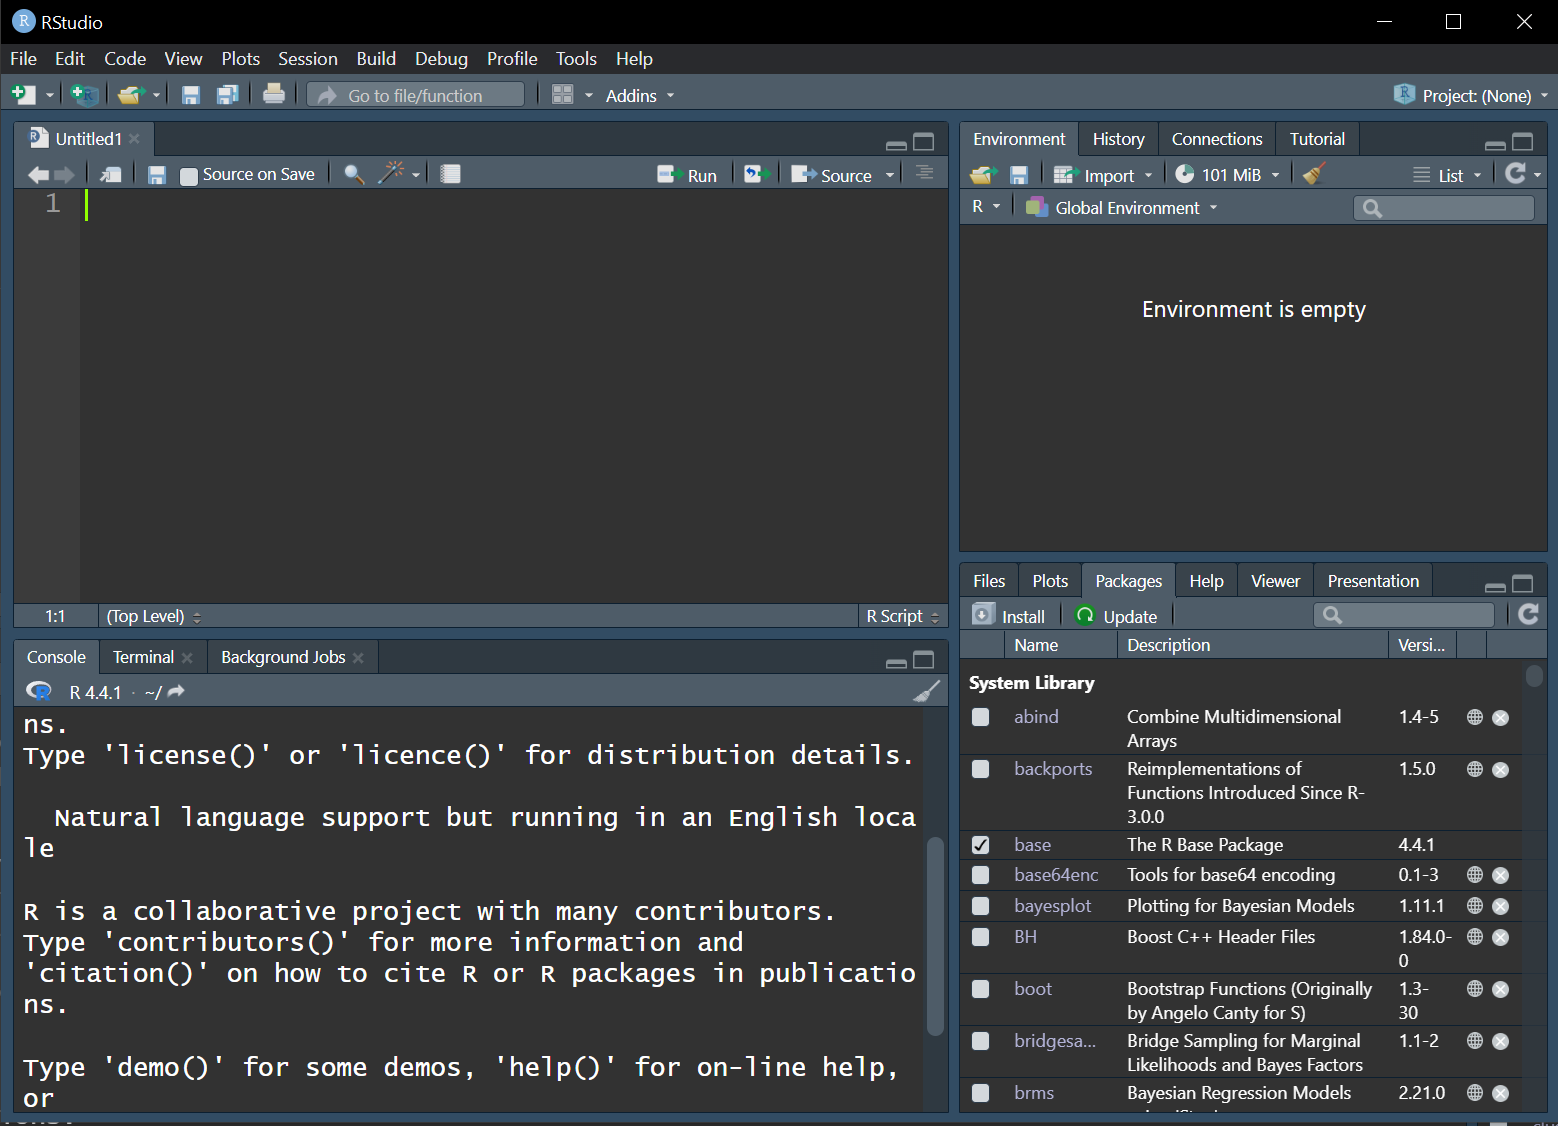 RStudio
File Edit Code View Plots Session Build Debug Profile Tools Help
Go to file/function Addins Project: (None)
Untitled1
Source on Save Run Source
1
1:1 (Top Level) R Script
Console Terminal Background Jobs
R 4.4.1 · ~/
ns.
Type 'license()' or 'licence()' for distribution details.
Natural language support but running in an English loca
le
R is a collaborative project with many contributors.
Type 'contributors()' for more information and
'citation()' on how to cite R or R packages in publicatio
ns.
Type 'demo()' for some demos, 'help()' for on-line help,
or
Environment History Connections Tutorial
Import 101 MiB List
R Global Environment
Environment is empty
Files Plots Packages Help Viewer Presentation
Install Update
Name Description Versi...
System Library
abind Combine Multidimensional 1.4-5
Arrays
backports Reimplementations of 1.5.0
Functions Introduced Since R-
3.0.0
base The R Base Package 4.4.1
base64enc Tools for base64 encoding 0.1-3
bayesplot Plotting for Bayesian Models 1.11.1
BH Boost C++ Header Files 1.84.0-
0
boot Bootstrap Functions (Originally 1.3-
by Angelo Canty for S) 30
bridgesa... Bridge Sampling for Marginal 1.1-2
Likelihoods and Bayes Factors
brms Bayesian Regression Models 2.21.0